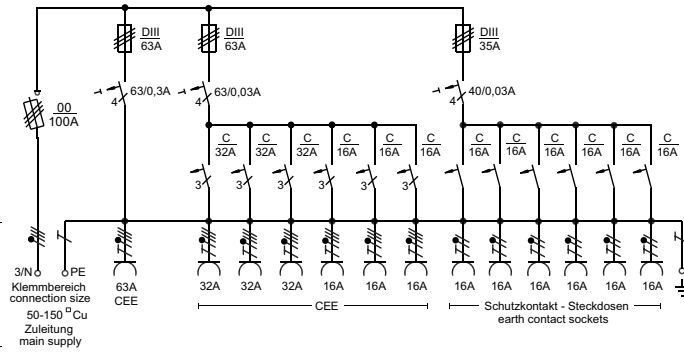 DIII DIII DIII
63A 63A 35A
63/0,3A 63/0,03A 40/0,03A
4 4 4
00
100A
C C C C C C C C C C C C
32A 32A 32A 16A 16A 16A 16A 16A 16A 16A 16A 16A
3 3 3 3 3 3
3/N PE 63A 32A 32A 32A 16A 16A 16A 16A 16A 16A 16A 16A 16A
CEE CEE
Klemmbereich
connection size
50-150 □ Cu
Zuleitung
main supply
Schutzkontakt - Steckdosen
earth contact sockets